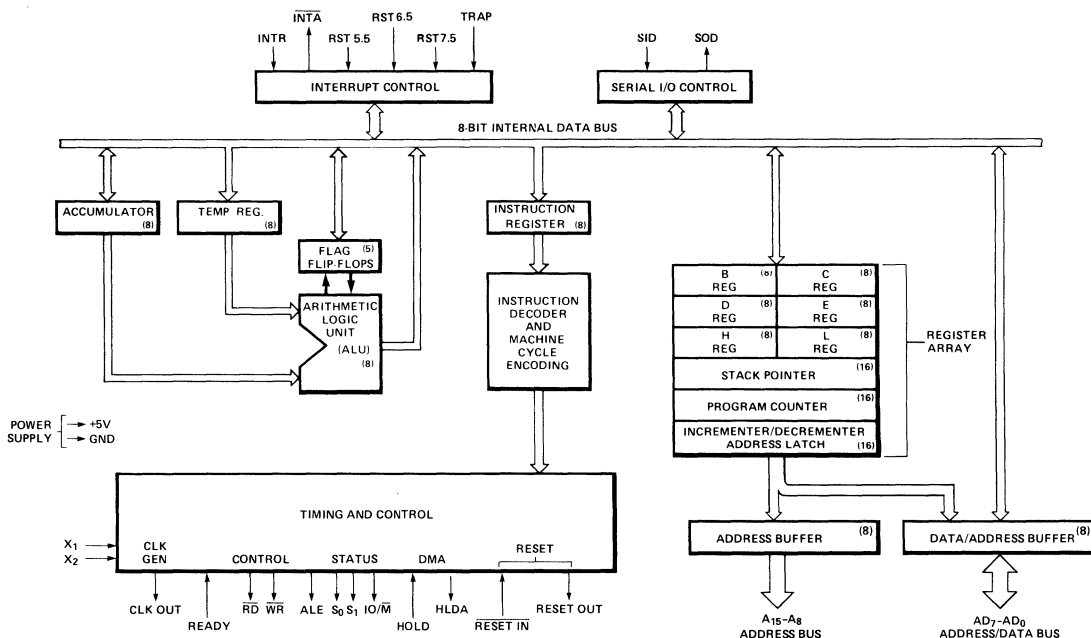 INTR
INTA
RST 5.5
RST 6.5
RST 7.5
TRAP
SID
SOD
INTERRUPT CONTROL
SERIAL I/O CONTROL
8-BIT INTERNAL DATA BUS
ACCUMULATOR
(8)
TEMP REG.
(8)
INSTRUCTION
REGISTER (8)
(5)
FLAG
FLIP-FLOPS
ARITHMETIC
LOGIC
UNIT
(ALU)
(8)
INSTRUCTION
DECODER
AND
MACHINE
CYCLE
ENCODING
B (8)
REG
C (8)
REG
D (8)
REG
E (8)
REG
H (8)
REG
L (8)
REG
STACK POINTER (16)
PROGRAM COUNTER (16)
INCREMENTER/DECREMENTER
ADDRESS LATCH (16)
REGISTER
ARRAY
POWER
SUPPLY
+5V
GND
TIMING AND CONTROL
X1
X2
CLK
GEN
CONTROL
STATUS
DMA
RESET
CLK OUT
READY
RD
WR
ALE
S0
S1
IO/M
HOLD
HLDA
RESET IN
RESET OUT
ADDRESS BUFFER (8)
DATA/ADDRESS BUFFER (8)
A15-A8
ADDRESS BUS
AD7-AD0
ADDRESS/DATA BUS